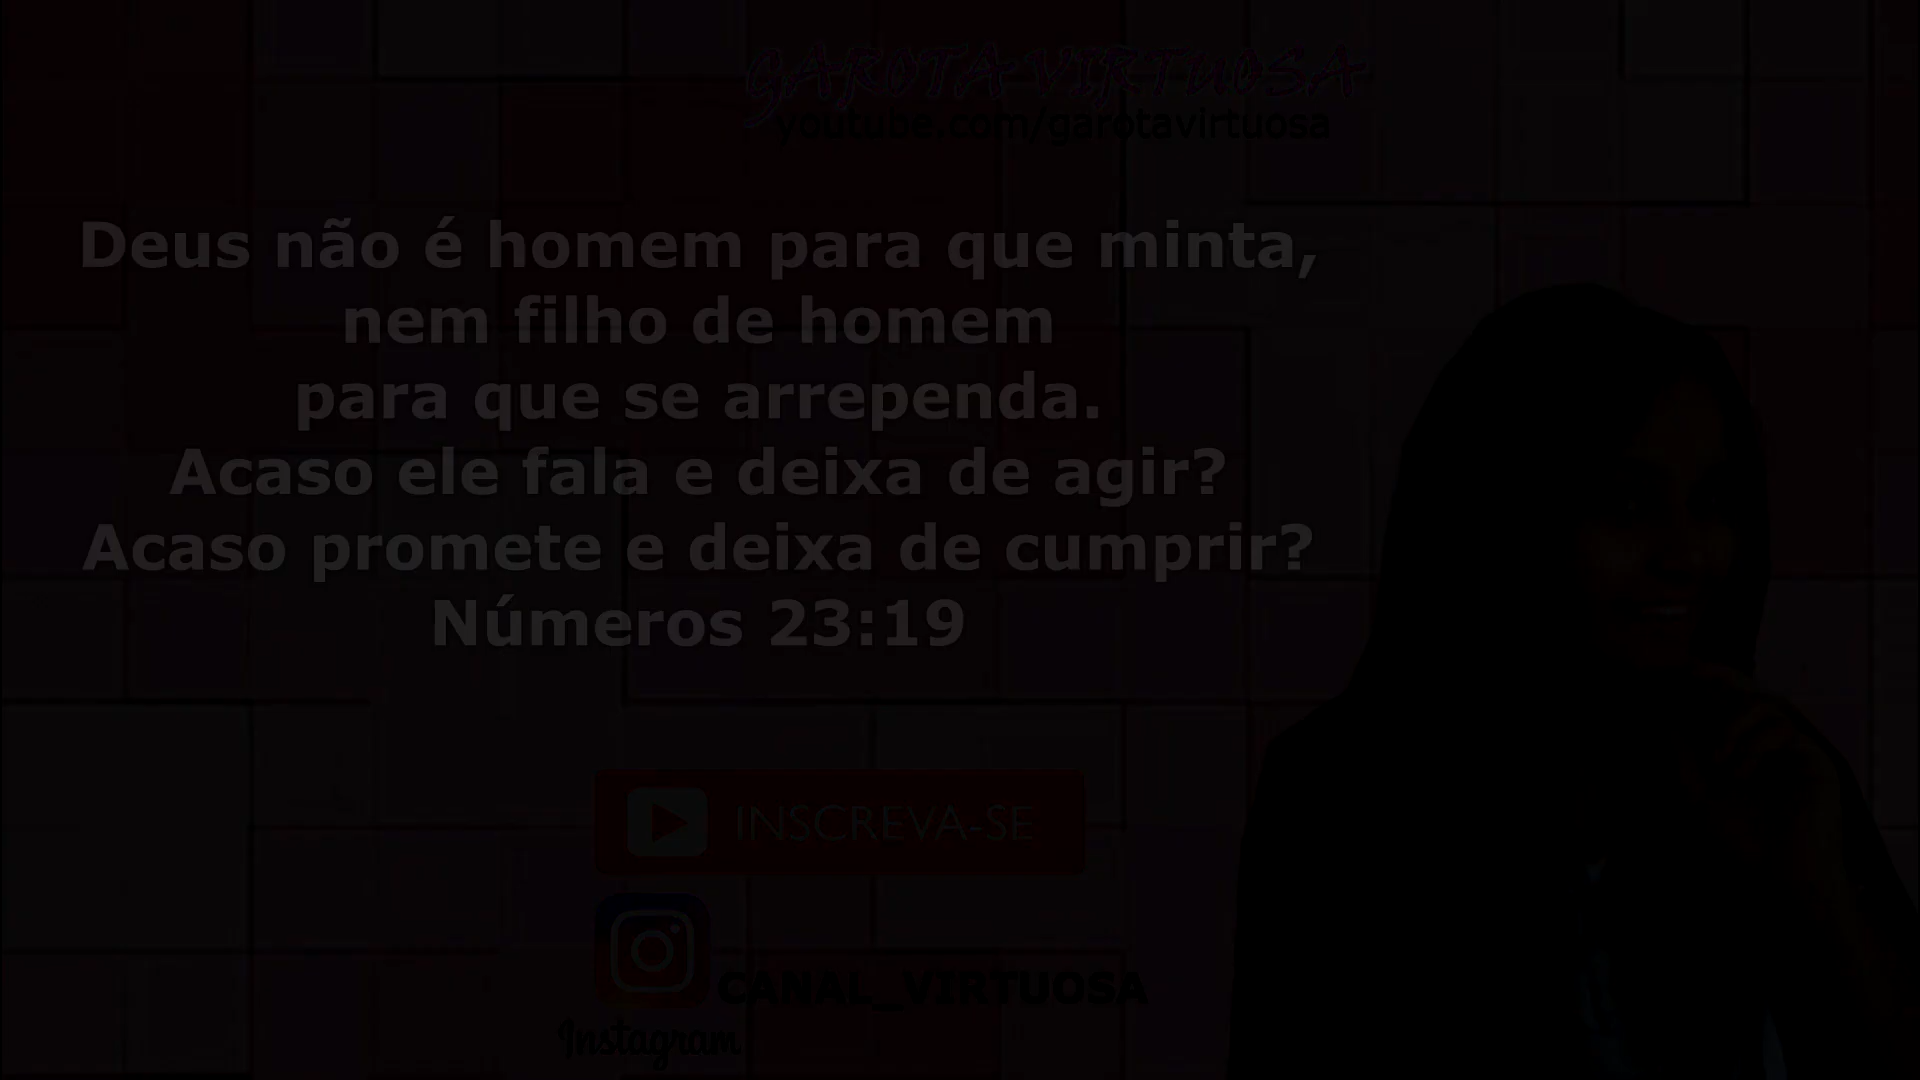 GAROTA VIRTUOSA
youtube.com/garotavirtuosa
Deus não é homem para que minta,
nem filho de homem
para que se arrependa.
Acaso ele fala e deixa de agir?
Acaso promete e deixa de cumprir?
Números 23:19
INSCREVA-SE
CANAL_VIRTUOSA
Instagram